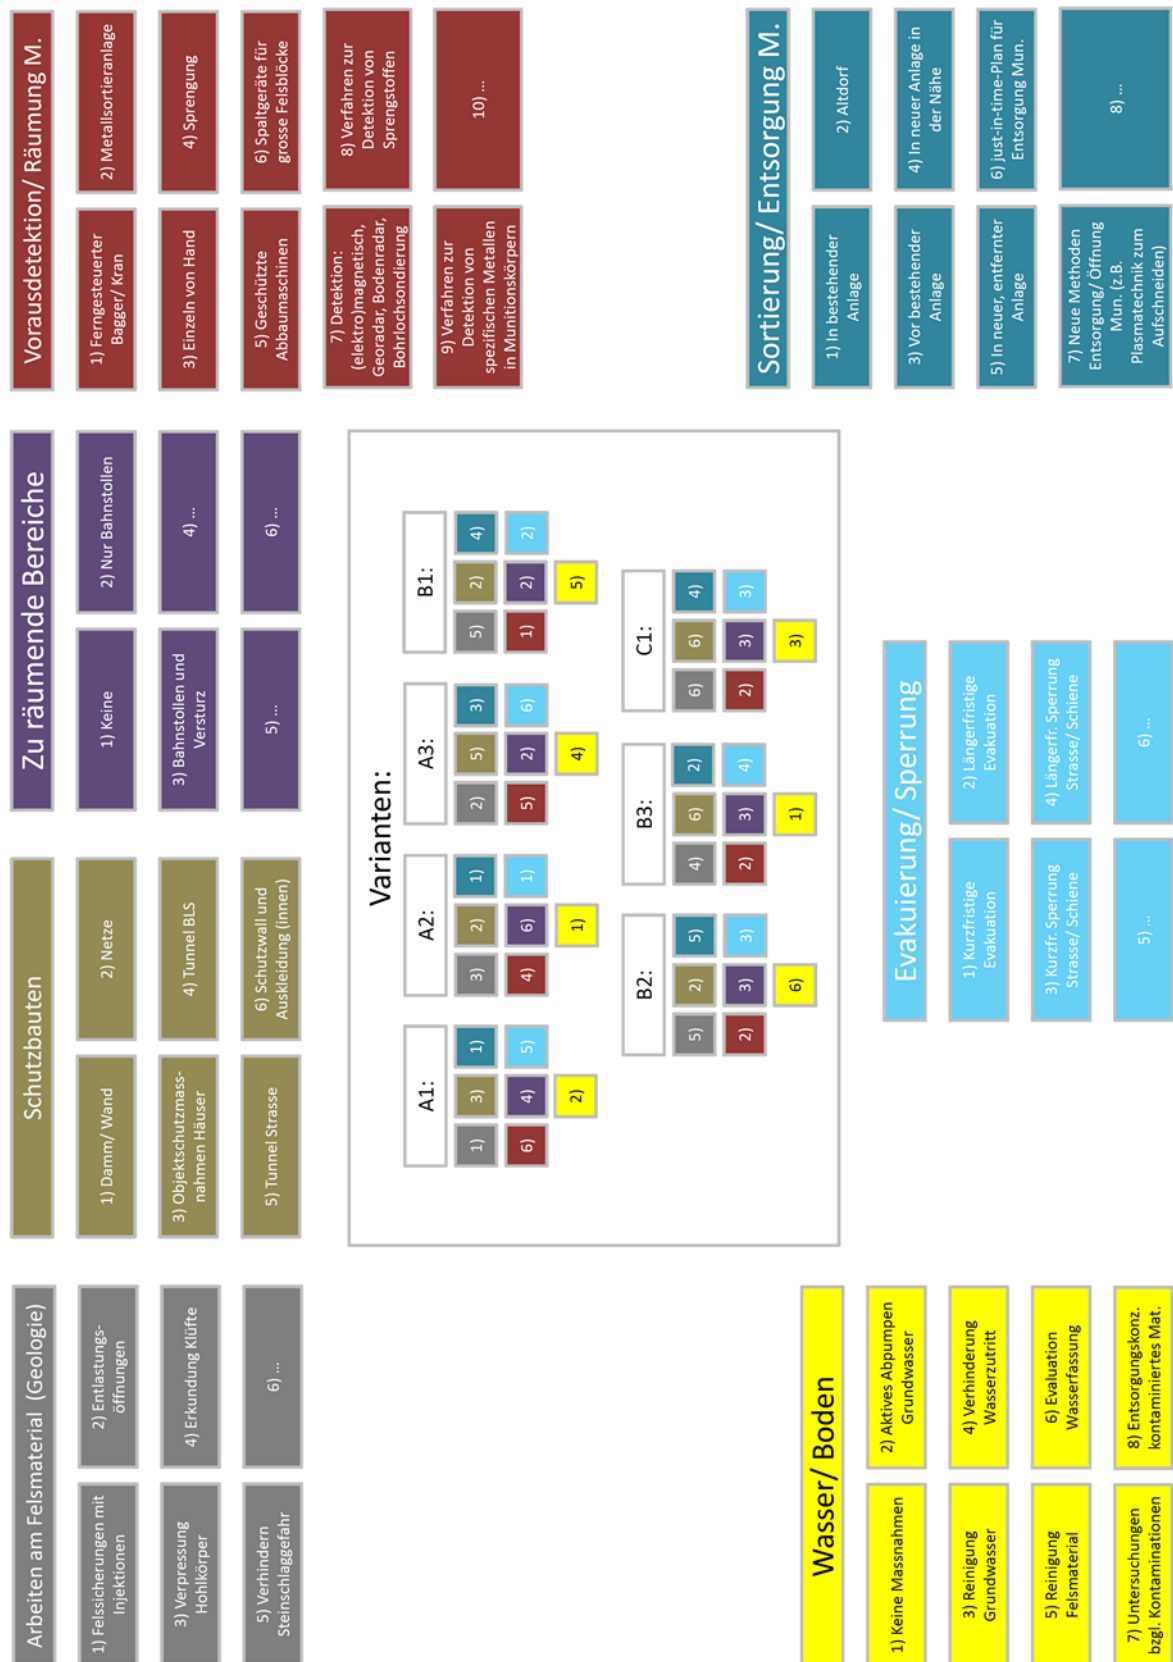 Arbeiten am Felsmaterial (Geologie)
1) Felssicherungen mit
Injektionen
2) Entlastungs-
öffnungen
3) Verpressung
Hohlkörper
4) Erkundung Klüfte
5) Verhindern
Steinschlaggefahr
6) ...
Schutzbauten
1) Damm/ Wand
2) Netze
3) Objektschutzmass-
nahmen Häuser
4) Tunnel BLS
5) Tunnel Strasse
6) Schutzwall und
Auskleidung (innen)
Zu räumende Bereiche
1) Keine
2) Nur Bahnstollen
3) Bahnstollen und
Versturz
4) ...
5) ...
6) ...
Vorausdetektion/ Räumung M.
1) Ferngesteuerter
Bagger/ Kran
2) Metallsortieranlage
3) Einzeln von Hand
4) Sprengung
5) Geschützte
Abbaumaschinen
6) Spaltgeräte für
grosse Felsblöcke
7) Detektion:
(elektro)magnetisch,
Georadar, Bodenradar,
Bohrlochsondierung
8) Verfahren zur
Detektion von
Sprengstoffen
9) Verfahren zur
Detektion von
spezifischen Metallen
in Munitionskörpern
10) ...
Varianten:
A1:
1) 3) 1)
6) 4) 5)
2)
A2:
3) 2) 1)
4) 6) 1)
1)
A3:
2) 5) 3)
5) 2) 6)
4)
B1:
5) 2) 4)
1) 2) 2)
5)
B2:
5) 2) 5)
2) 3) 3)
6)
B3:
4) 6) 2)
2) 3) 4)
1)
C1:
6) 6) 4)
2) 3) 3)
3)
Wasser/ Boden
1) Keine Massnahmen
2) Aktives Abpumpen
Grundwasser
3) Reinigung
Grundwasser
4) Verhinderung
Wasserzutritt
5) Reinigung
Felsmaterial
6) Evaluation
Wasserfassung
7) Untersuchungen
bzgl. Kontaminationen
8) Entsorgungskonz.
kontaminiertes Mat.
Evakuierung/ Sperrung
1) Kurzfristige
Evakuation
2) Längerfristige
Evakuation
3) Kurzfr. Sperrung
Strasse/ Schiene
4) Längerfr. Sperrung
Strasse/ Schiene
5) ...
6) ...
Sortierung/ Entsorgung M.
1) In bestehender
Anlage
2) Altdorf
3) Vor bestehender
Anlage
4) In neuer Anlage in
der Nähe
5) In neuer, entfernter
Anlage
6) just-in-time-Plan für
Entsorgung Mun.
7) Neue Methoden
Entsorgung/ Öffnung
Mun. (z.B.
Plasmatechnik zum
Aufschneiden)
8) ...